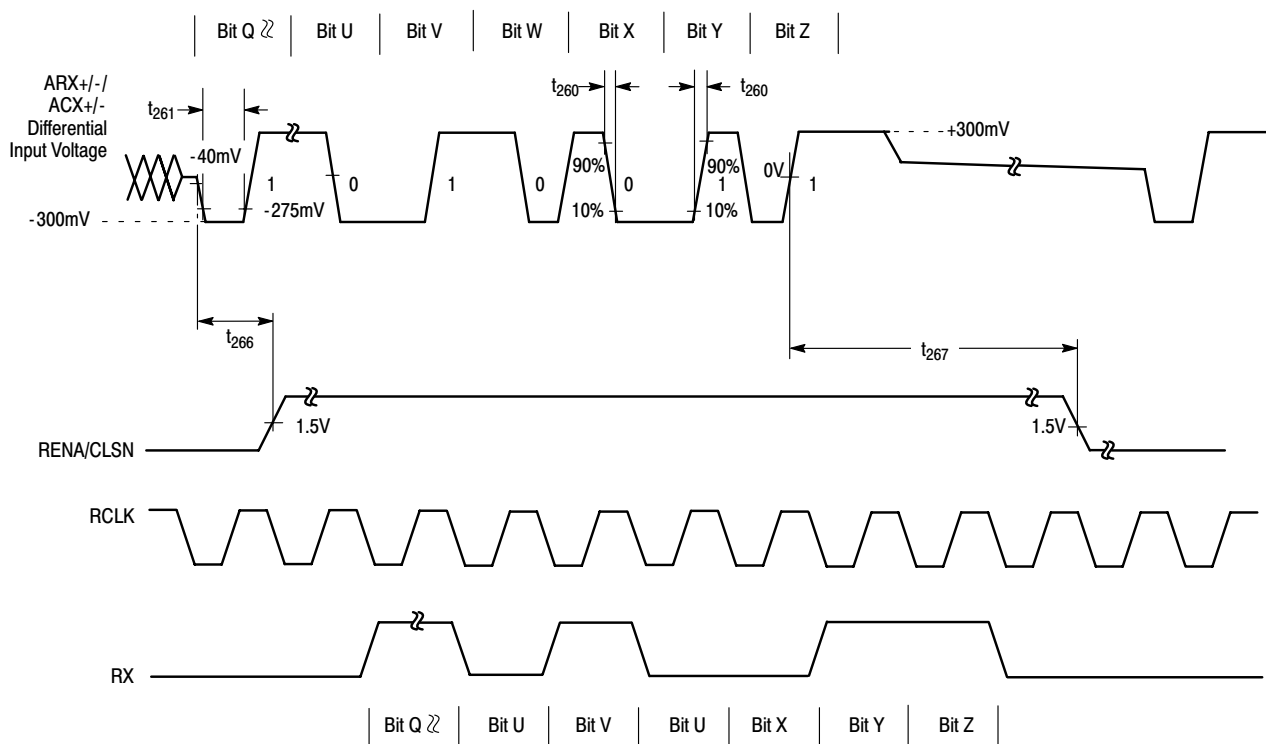 Bit Q Bit U Bit V Bit W Bit X Bit Y Bit Z
ARX+/-/
ACX+/-
Differential
Input Voltage
t261
t260
t260
-40mV
+300mV
90%
90%
0V
1 0 1 0 0 1 1
-300mV
-275mV
10%
10%
t266
t267
1.5V
1.5V
RENA/CLSN
RCLK
RX
Bit Q Bit U Bit V Bit U Bit X Bit Y Bit Z